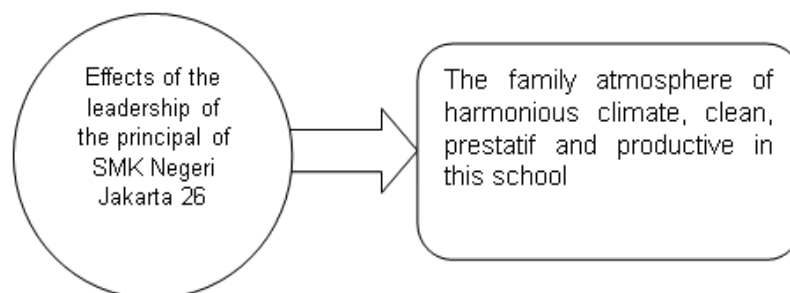 Effects of the
leadership of
the principal of
SMK Negeri
Jakarta 26
The family atmosphere of
harmonious climate, clean,
prestatif and productive in
this school